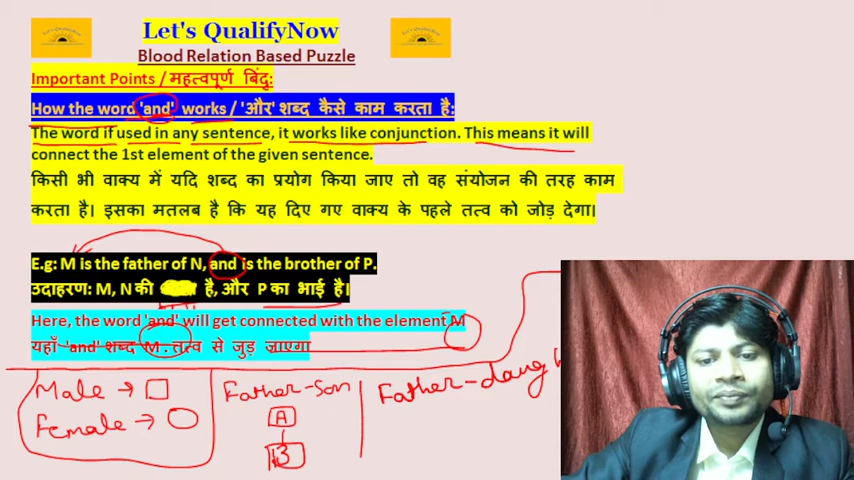 Let's QualifyNow
Blood Relation Based Puzzle
Important Points / महत्वपूर्ण बिंदु:
How the word 'and' works / 'और' शब्द कैसे काम करता है:
The word if used in any sentence, it works like conjunction. This means it will
connect the 1st element of the given sentence.
किसी भी वाक्य में यदि शब्द का प्रयोग किया जाए तो वह संयोजन की तरह काम
करता है। इसका मतलब है कि यह दिए गए वाक्य के पहले तत्व को जोड़ देगा।
E.g: M is the father of N, and is the brother of P.
उदाहरण: M, N की है, और P का भाई है।
Here, the word 'and' will get connected with the element M
यहाँ 'and' शब्द M . तत्व से जुड़ जाएगा
Male → □
Female → ○
Father-Son
A
B
Father-daug